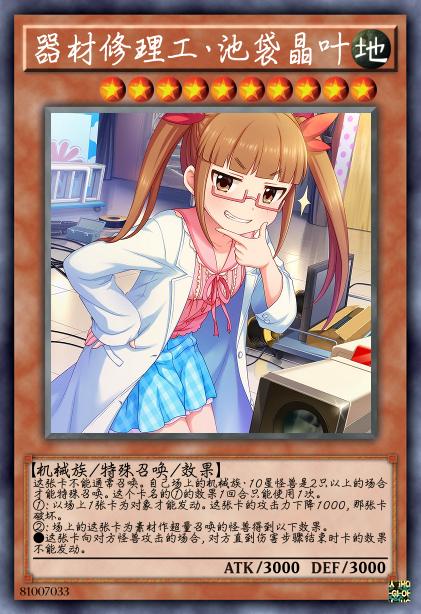 器材修理工·池袋晶叶
地
【机械族/特殊召唤/效果】
这张卡不能通常召唤。自己场上的机械族·10星怪兽是2只以上的场合
才能特殊召唤。这个卡名的①的效果1回合只能使用1次。
①:以场上1张卡为对象才能发动。这张卡的攻击力下降1000,那张卡
破坏。
②:场上的这张卡为素材作超量召唤的怪兽得到以下效果。
●这张卡向对方怪兽攻击的场合,对方直到伤害步骤结束时卡的效果
不能发动。
ATK/3000 DEF/3000
81007033